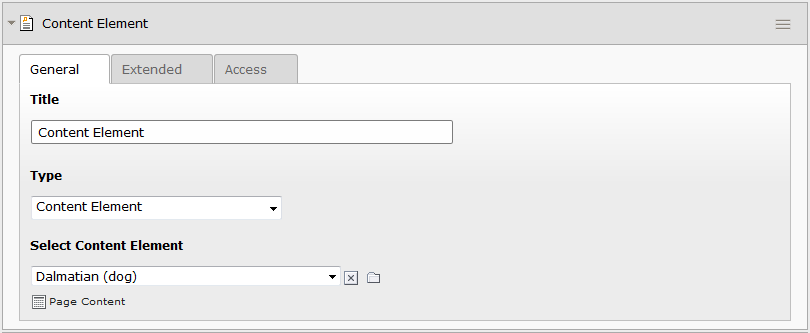 Content Element
General Extended Access
Title
Content Element
Type
Content Element
Select Content Element
Dalmatian (dog)
Page Content